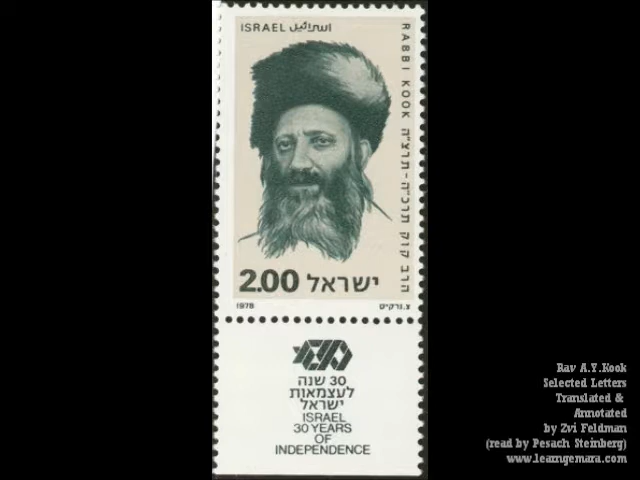 ISRAEL اسرائيل
RABBI KOOK הרב קוק תרכ"ה - תרצ"ה
2.00 ישראל
1978
צ. נרקיס
30 שנה
לעצמאות
ישראל
ISRAEL
30 YEARS
OF
INDEPENDENCE
Rav A.Y.Kook
Selected Letters
Translated &
Annotated
by Zvi Feldman
(read by Pesach Steinberg)
www.learngemara.com